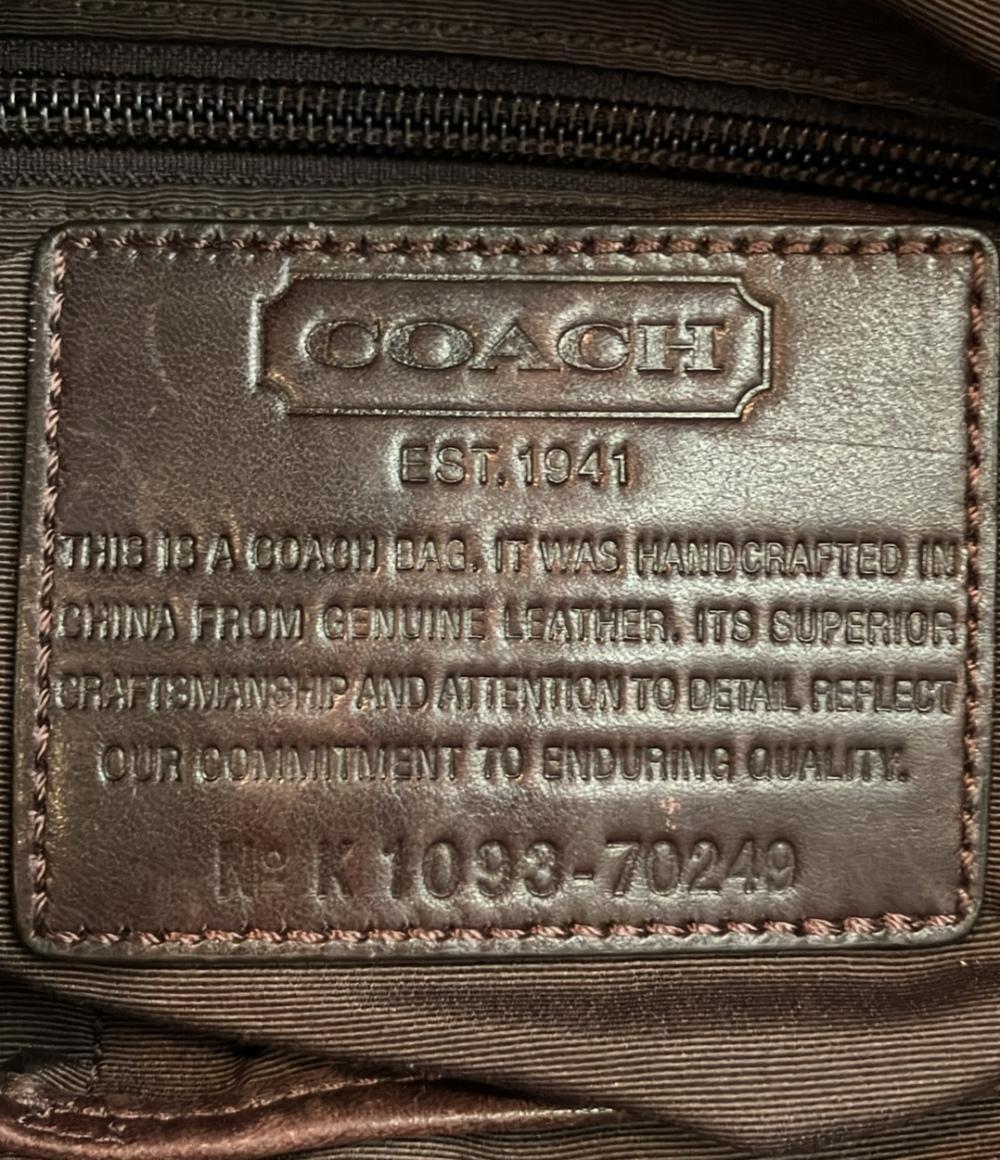 COACH
EST. 1941
THIS IS A COACH BAG. IT WAS HANDCRAFTED IN
CHINA FROM GENUINE LEATHER. ITS SUPERIOR
CRAFTSMANSHIP AND ATTENTION TO DETAIL REFLECT
OUR COMMITMENT TO ENDURING QUALITY.
Nº K1093-70249